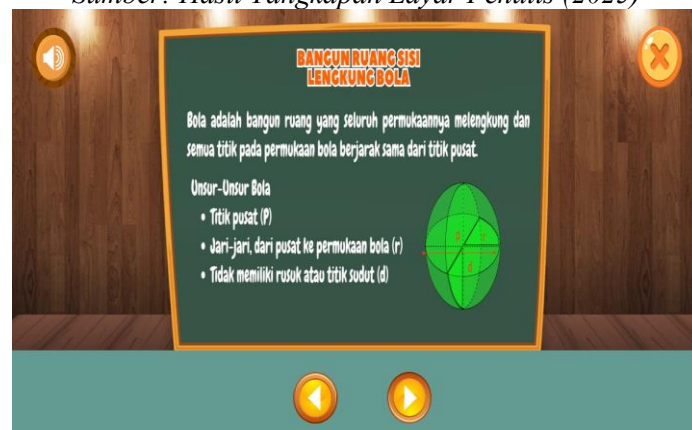 Sumber: Hasil Tangkapan Layar Penulis (2025)
BANGUN RUANG SISI
LENGKUNG BOLA
Bola adalah bangun ruang yang seluruh permukaannya melengkung dan
semua titik pada permukaan bola berjarak sama dari titik pusat.
Unsur-Unsur Bola
• Titik pusat (P)
• Jari-jari, dari pusat ke permukaan bola (r)
• Tidak memiliki rusuk atau titik sudut (d)
P
r
d